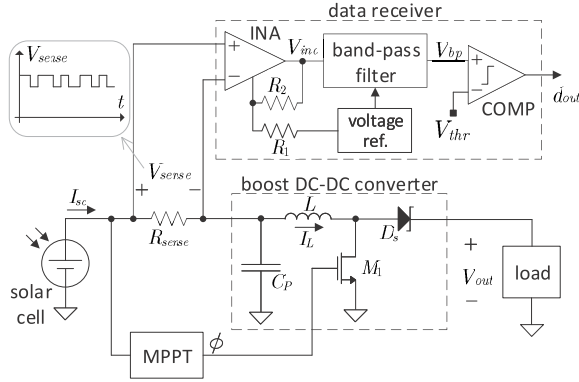 data receiver
INA
V_sense
t
+
−
V_inc
band-pass
filter
V_bp
+
−
COMP
d_out
V_thr
R_2
R_1
voltage
ref.
V_sense
+ −
boost DC-DC converter
I_sc
R_sense
L
I_L
D_s
C_P
M_1
solar
cell
+
V_out
−
load
MPPT
ϕ